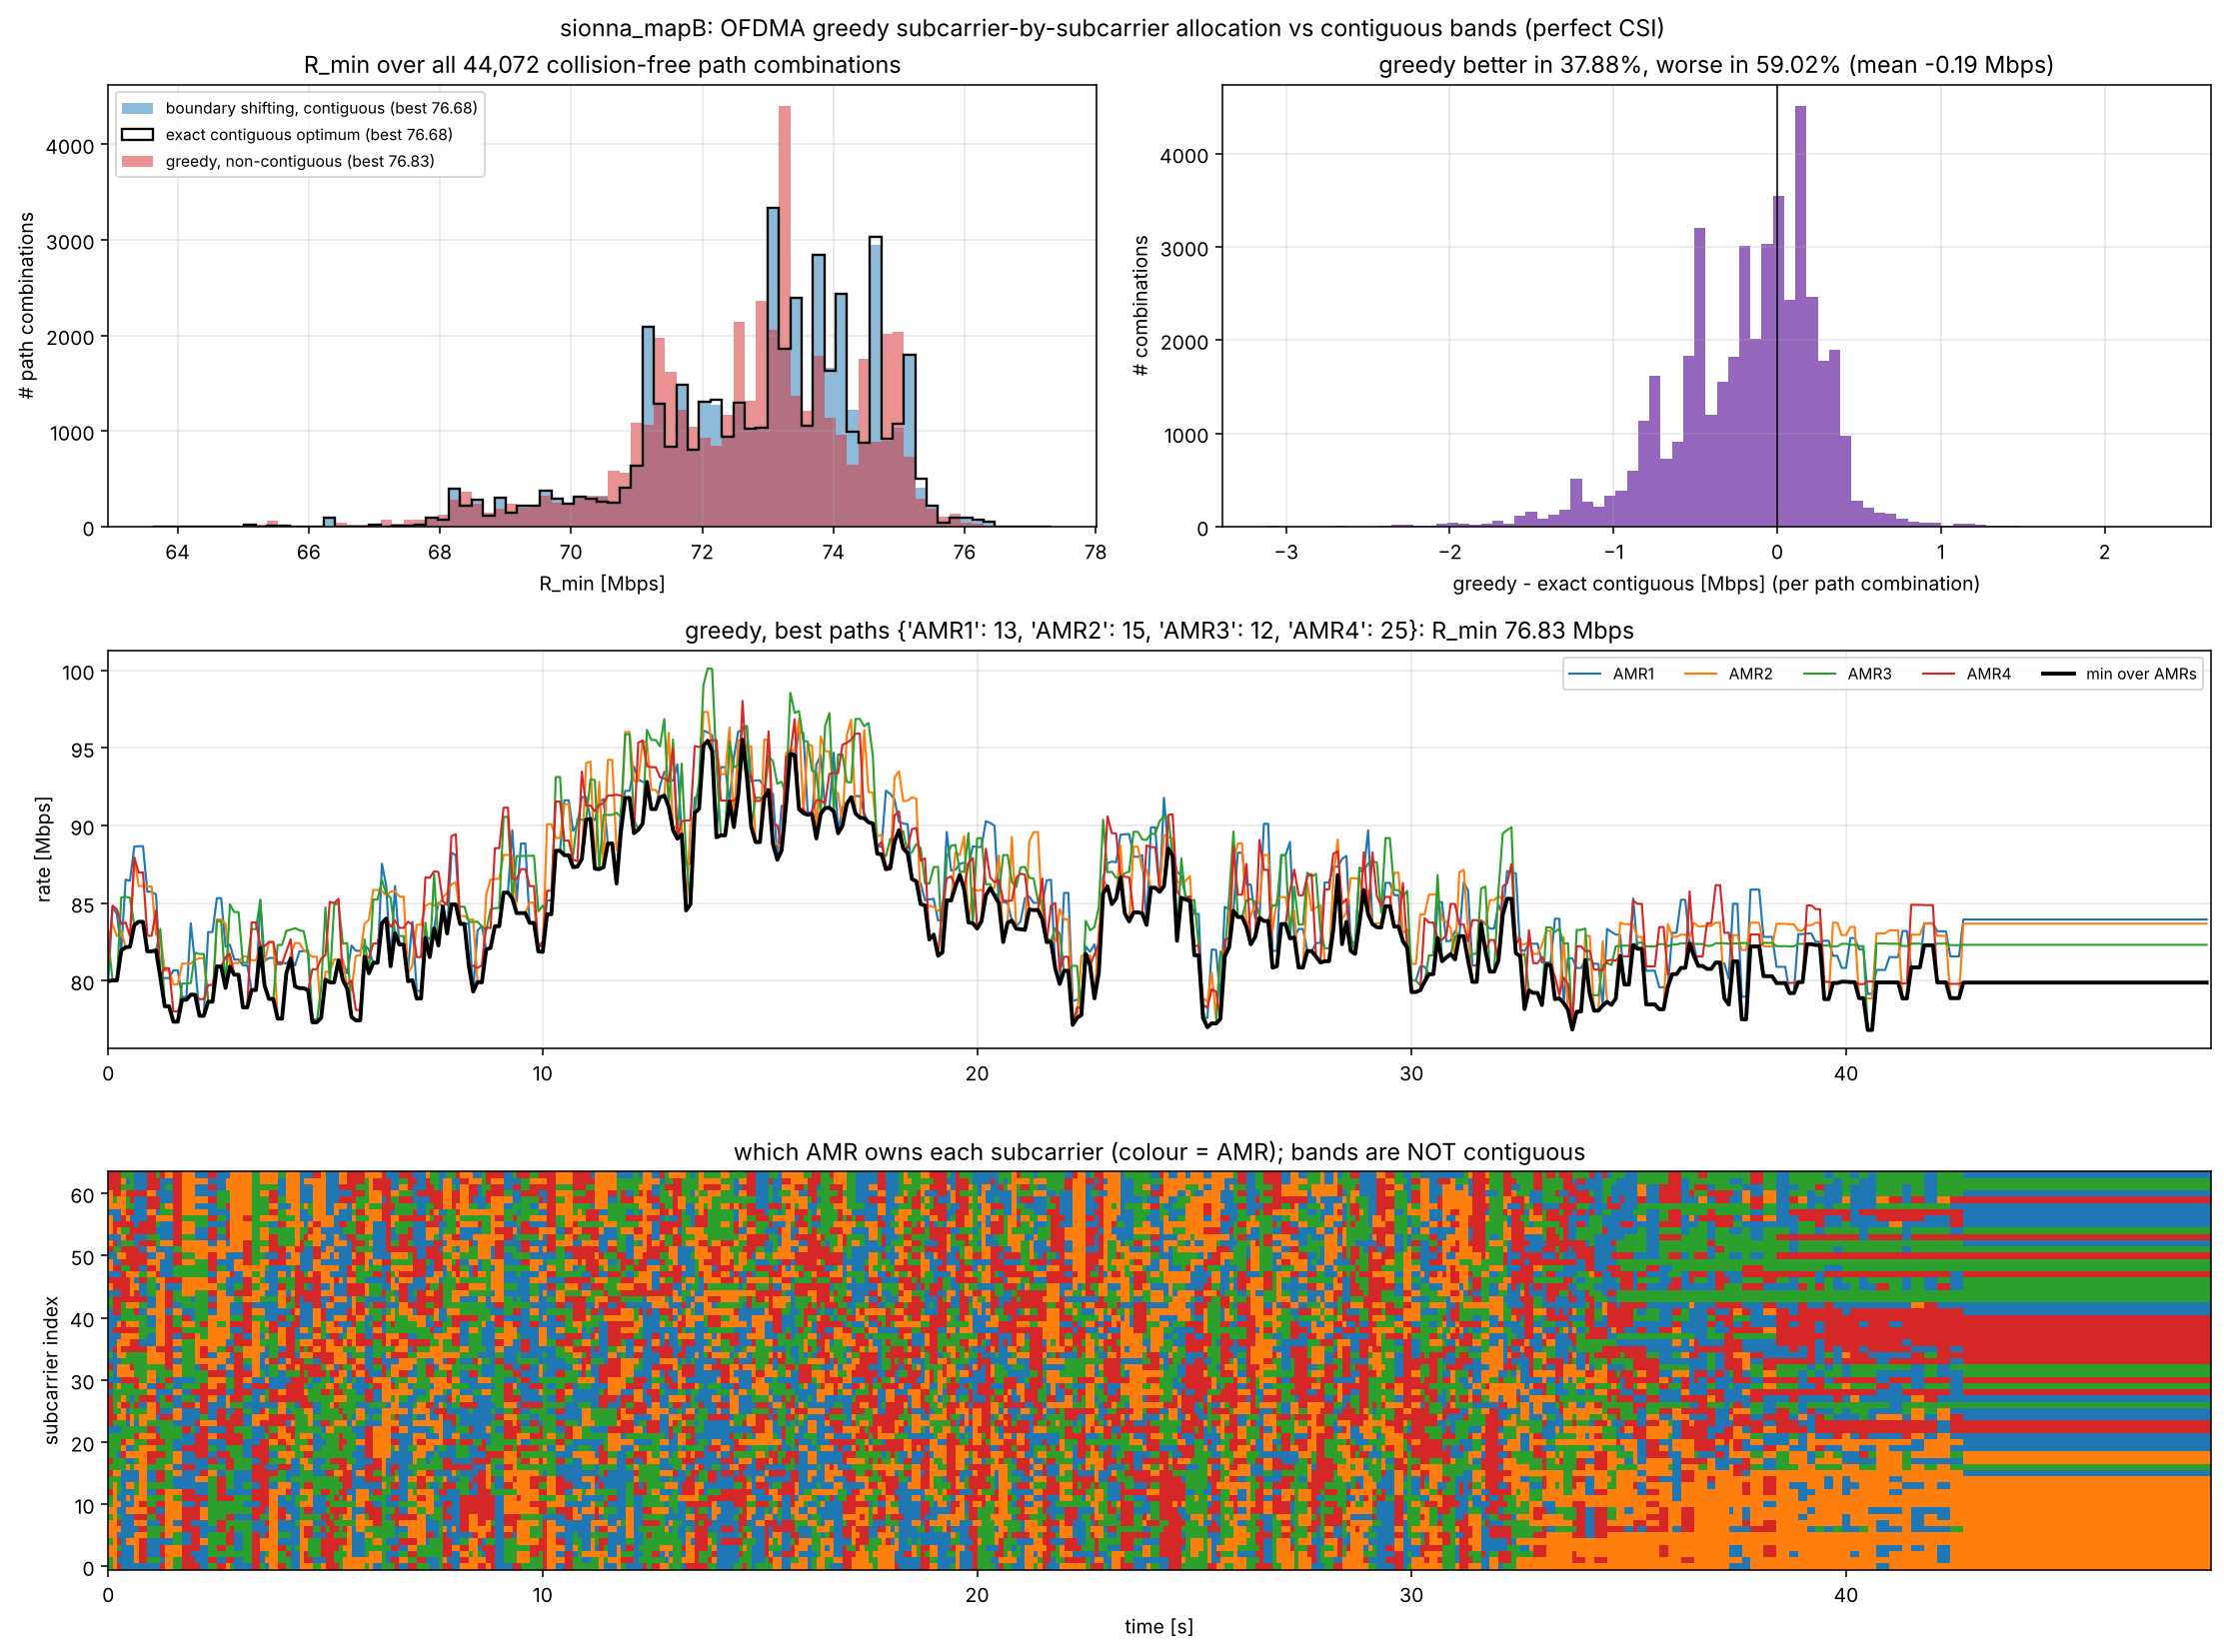 sionna_mapB: OFDMA greedy subcarrier-by-subcarrier allocation vs contiguous bands (perfect CSI)
R_min over all 44,072 collision-free path combinations
boundary shifting, contiguous (best 76.68)
exact contiguous optimum (best 76.68)
greedy, non-contiguous (best 76.83)
# path combinations
4000
3000
2000
1000
0
64
66
68
70
72
74
76
78
R_min [Mbps]
greedy better in 37.88%, worse in 59.02% (mean -0.19 Mbps)
# combinations
4000
3000
2000
1000
0
−3
−2
−1
0
1
2
greedy - exact contiguous [Mbps] (per path combination)
greedy, best paths {'AMR1': 13, 'AMR2': 15, 'AMR3': 12, 'AMR4': 25}: R_min 76.83 Mbps
AMR1
AMR2
AMR3
AMR4
min over AMRs
rate [Mbps]
100
95
90
85
80
0
10
20
30
40
which AMR owns each subcarrier (colour = AMR); bands are NOT contiguous
subcarrier index
60
50
40
30
20
10
0
0
10
20
30
40
time [s]